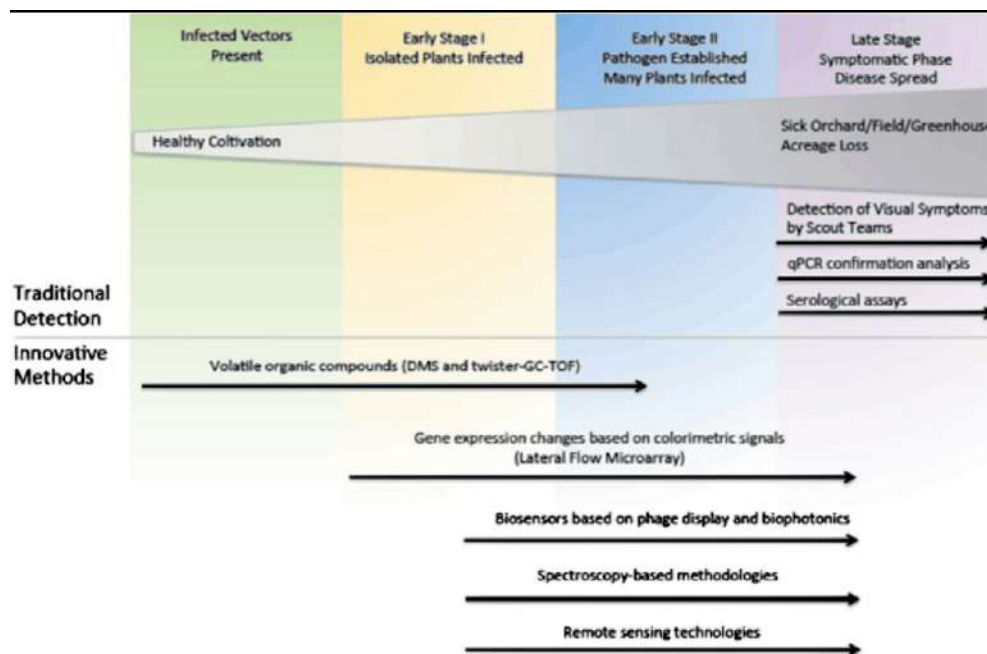 Infected Vectors
Present
Early Stage I
Isolated Plants Infected
Early Stage II
Pathogen Established
Many Plants Infected
Late Stage
Symptomatic Phase
Disease Spread
Healthy Coltivation
Sick Orchard/Field/Greenhouse
Acreage Loss
Detection of Visual Symptoms
by Scout Teams
qPCR confirmation analysis
Serological assays
Traditional
Detection
Innovative
Methods
Volatile organic compounds (DMS and twister-GC-TOF)
Gene expression changes based on colorimetric signals
(Lateral Flow Microarray)
Biosensors based on phage display and biophotonics
Spectroscopy-based methodologies
Remote sensing technologies